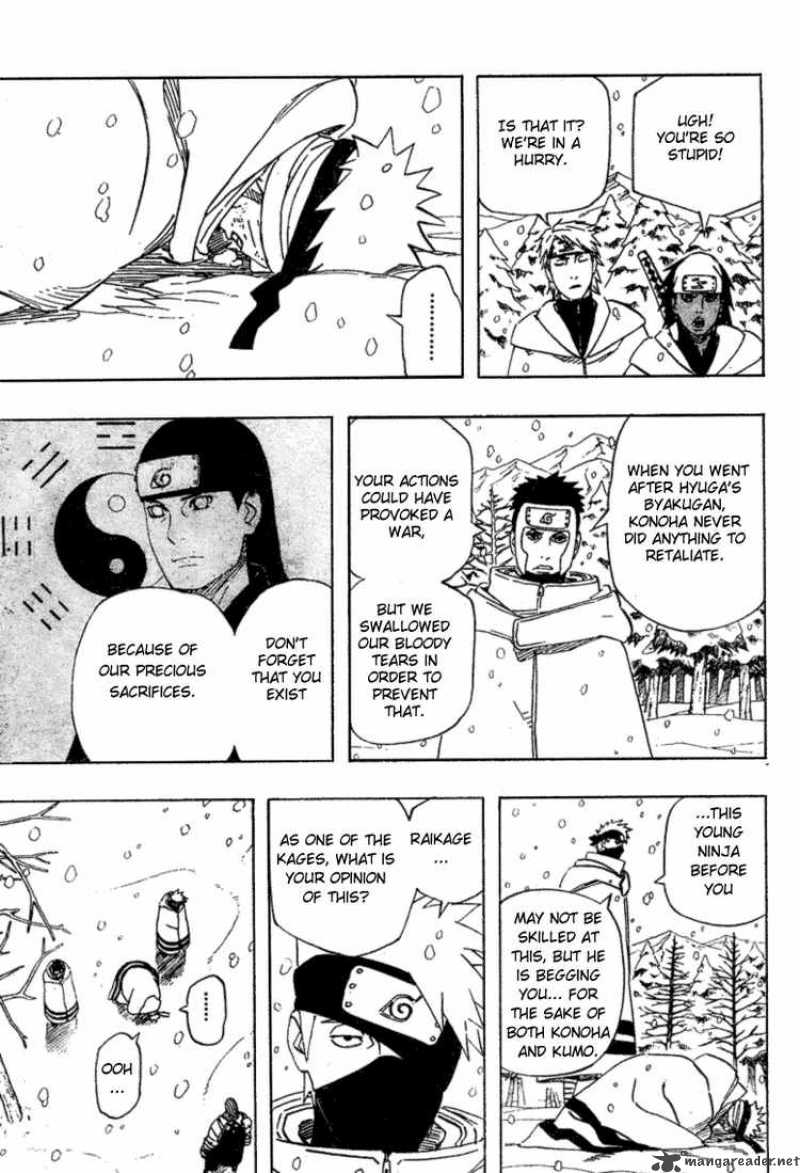 UGH!
YOU'RE SO
STUPID!
IS THAT IT?
WE'RE IN A
HURRY.
........
WHEN YOU WENT
AFTER HYUGA'S
BYAKUGAN,
KONOHA NEVER
DID ANYTHING TO
RETALIATE.
YOUR ACTIONS
COULD HAVE
PROVOKED A
WAR,
BUT WE
SWALLOWED
OUR BLOODY
TEARS IN
ORDER TO
PREVENT
THAT.
DON'T
FORGET
THAT YOU
EXIST
BECAUSE OF
OUR PRECIOUS
SACRIFICES.
...THIS
YOUNG
NINJA
BEFORE
YOU
MAY NOT BE
SKILLED AT
THIS, BUT HE
IS BEGGING
YOU... FOR
THE SAKE OF
BOTH KONOHA
AND KUMO.
RAIKAGE
...
AS ONE OF THE
KAGES, WHAT IS
YOUR OPINION
OF THIS?
......
OOH
...
mangareader.net